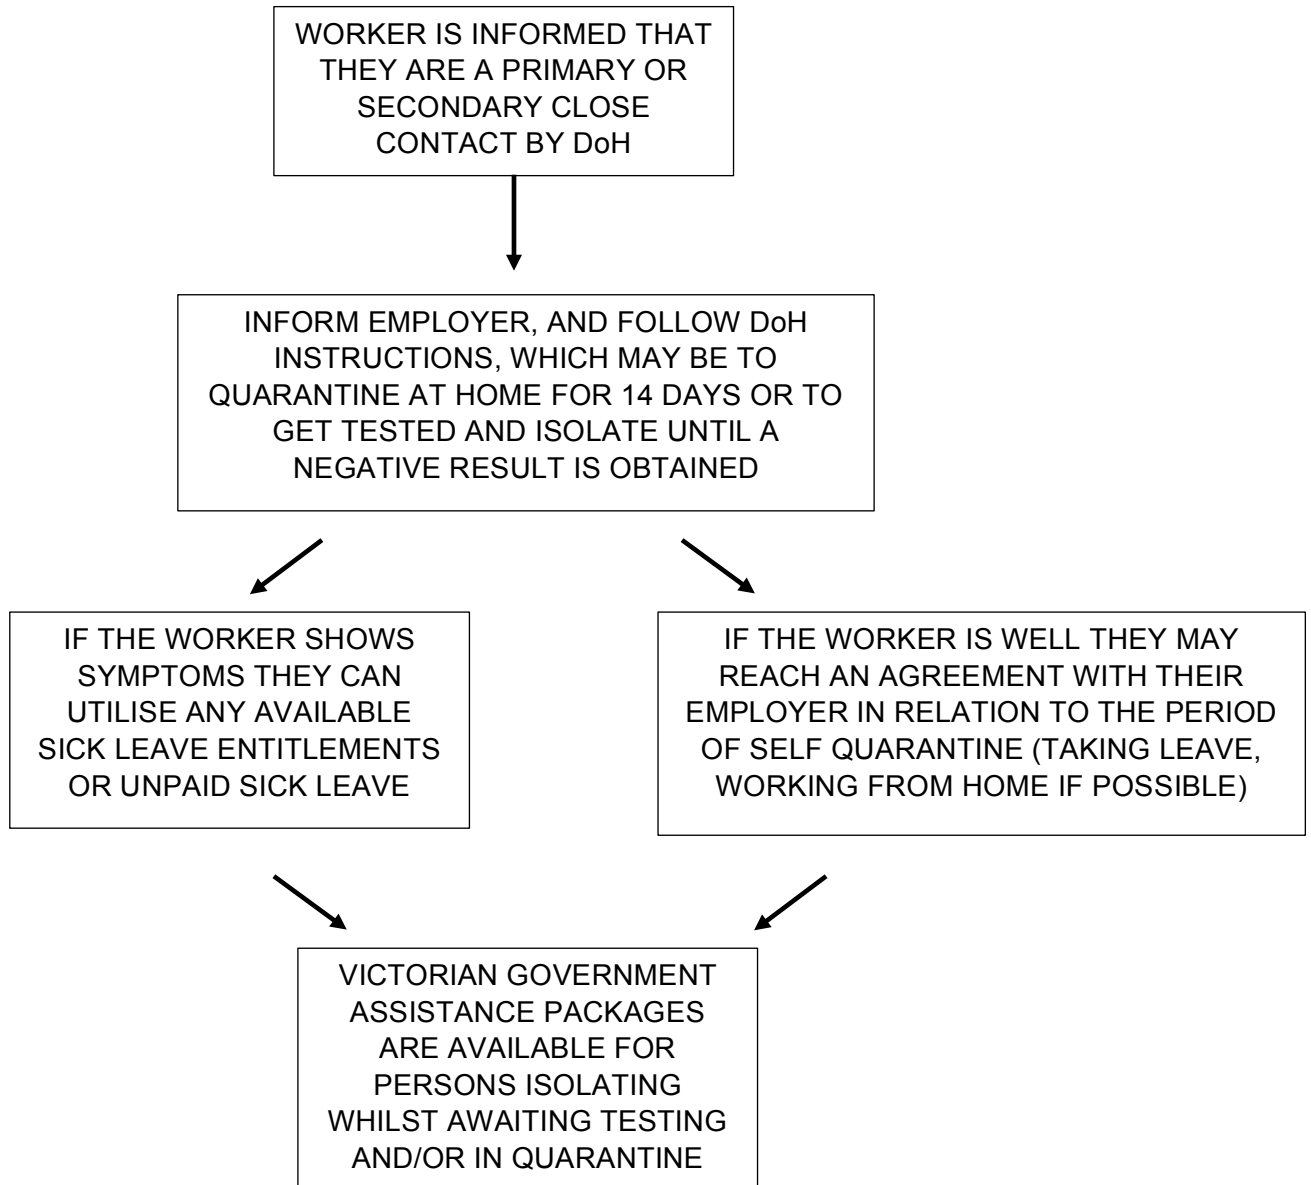 WORKER IS INFORMED THAT
THEY ARE A PRIMARY OR
SECONDARY CLOSE
CONTACT BY DoH
INFORM EMPLOYER, AND FOLLOW DoH
INSTRUCTIONS, WHICH MAY BE TO
QUARANTINE AT HOME FOR 14 DAYS OR TO
GET TESTED AND ISOLATE UNTIL A
NEGATIVE RESULT IS OBTAINED
IF THE WORKER SHOWS
SYMPTOMS THEY CAN
UTILISE ANY AVAILABLE
SICK LEAVE ENTITLEMENTS
OR UNPAID SICK LEAVE
IF THE WORKER IS WELL THEY MAY
REACH AN AGREEMENT WITH THEIR
EMPLOYER IN RELATION TO THE PERIOD
OF SELF QUARANTINE (TAKING LEAVE,
WORKING FROM HOME IF POSSIBLE)
VICTORIAN GOVERNMENT
ASSISTANCE PACKAGES
ARE AVAILABLE FOR
PERSONS ISOLATING
WHILST AWAITING TESTING
AND/OR IN QUARANTINE